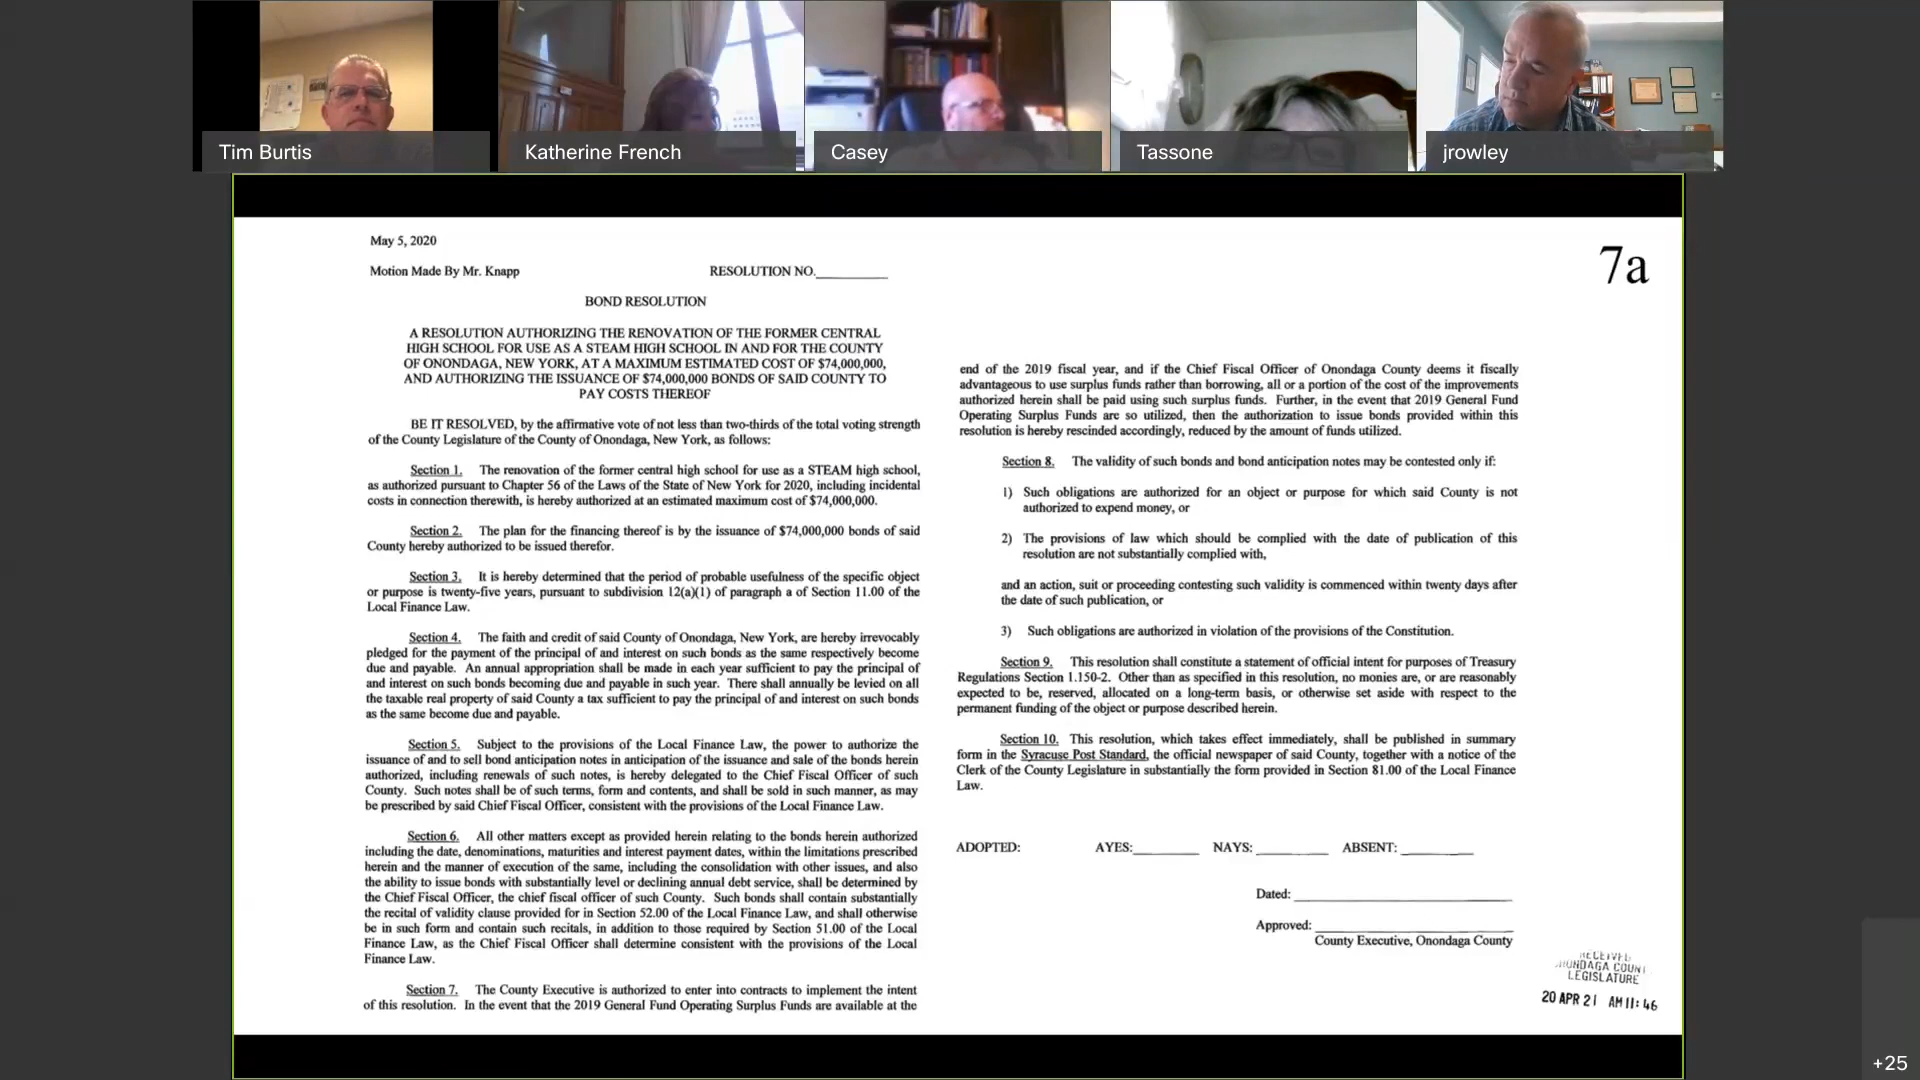 Tim Burtis
Katherine French
Casey
Tassone
jrowley
May 5, 2020
7a
Motion Made By Mr. Knapp
RESOLUTION NO.
BOND RESOLUTION
A RESOLUTION AUTHORIZING THE RENOVATION OF THE FORMER CENTRAL
HIGH SCHOOL FOR USE AS A STEAM HIGH SCHOOL IN AND FOR THE COUNTY
OF ONONDAGA, NEW YORK, AT A MAXIMUM ESTIMATED COST OF $74,000,000,
AND AUTHORIZING THE ISSUANCE OF $74,000,000 BONDS OF SAID COUNTY TO
PAY COSTS THEREOF
BE IT RESOLVED, by the affirmative vote of not less than two-thirds of the total voting strength
of the County Legislature of the County of Onondaga, New York, as follows:
Section 1. The renovation of the former central high school for use as a STEAM high school,
as authorized pursuant to Chapter 56 of the Laws of the State of New York for 2020, including incidental
costs in connection therewith, is hereby authorized at an estimated maximum cost of $74,000,000.
Section 2. The plan for the financing thereof is by the issuance of $74,000,000 bonds of said
County hereby authorized to be issued therefor.
Section 3. It is hereby determined that the period of probable usefulness of the specific object
or purpose is twenty-five years, pursuant to subdivision 12(a)(1) of paragraph a of Section 11.00 of the
Local Finance Law.
Section 4. The faith and credit of said County of Onondaga, New York, are hereby irrevocably
pledged for the payment of the principal of and interest on such bonds as the same respectively become
due and payable. An annual appropriation shall be made in each year sufficient to pay the principal of
and interest on such bonds becoming due and payable in such year. There shall annually be levied on all
the taxable real property of said County a tax sufficient to pay the principal of and interest on such bonds
as the same become due and payable.
Section 5. Subject to the provisions of the Local Finance Law, the power to authorize the
issuance of and to sell bond anticipation notes in anticipation of the issuance and sale of the bonds herein
authorized, including renewals of such notes, is hereby delegated to the Chief Fiscal Officer of such
County. Such notes shall be of such terms, form and contents, and shall be sold in such manner, as may
be prescribed by said Chief Fiscal Officer, consistent with the provisions of the Local Finance Law.
Section 6. All other matters except as provided herein relating to the bonds herein authorized
including the date, denominations, maturities and interest payment dates, within the limitations prescribed
herein and the manner of execution of the same, including the consolidation with other issues, and also
the ability to issue bonds with substantially level or declining annual debt service, shall be determined by
the Chief Fiscal Officer, the chief fiscal officer of such County. Such bonds shall contain substantially
the recital of validity clause provided for in Section 52.00 of the Local Finance Law, and shall otherwise
be in such form and contain such recitals, in addition to those required by Section 51.00 of the Local
Finance Law, as the Chief Fiscal Officer shall determine consistent with the provisions of the Local
Finance Law.
Section 7. The County Executive is authorized to enter into contracts to implement the intent
of this resolution. In the event that the 2019 General Fund Operating Surplus Funds are available at the
end of the 2019 fiscal year, and if the Chief Fiscal Officer of Onondaga County deems it fiscally
advantageous to use surplus funds rather than borrowing, all or a portion of the cost of the improvements
authorized herein shall be paid using such surplus funds. Further, in the event that 2019 General Fund
Operating Surplus Funds are so utilized, then the authorization to issue bonds provided within this
resolution is hereby rescinded accordingly, reduced by the amount of funds utilized.
Section 8. The validity of such bonds and bond anticipation notes may be contested only if:
1) Such obligations are authorized for an object or purpose for which said County is not
authorized to expend money, or
2) The provisions of law which should be complied with the date of publication of this
resolution are not substantially complied with,
and an action, suit or proceeding contesting such validity is commenced within twenty days after
the date of such publication, or
3) Such obligations are authorized in violation of the provisions of the Constitution.
Section 9. This resolution shall constitute a statement of official intent for purposes of Treasury
Regulations Section 1.150-2. Other than as specified in this resolution, no monies are, or are reasonably
expected to be, reserved, allocated on a long-term basis, or otherwise set aside with respect to the
permanent funding of the object or purpose described herein.
Section 10. This resolution, which takes effect immediately, shall be published in summary
form in the Syracuse Post Standard, the official newspaper of said County, together with a notice of the
Clerk of the County Legislature in substantially the form provided in Section 81.00 of the Local Finance
Law.
ADOPTED: AYES: NAYS: ABSENT:
Dated:
Approved:
County Executive, Onondaga County
RECEIVED
LEGISLATURE
20 APR 21 AM 11:46
+25